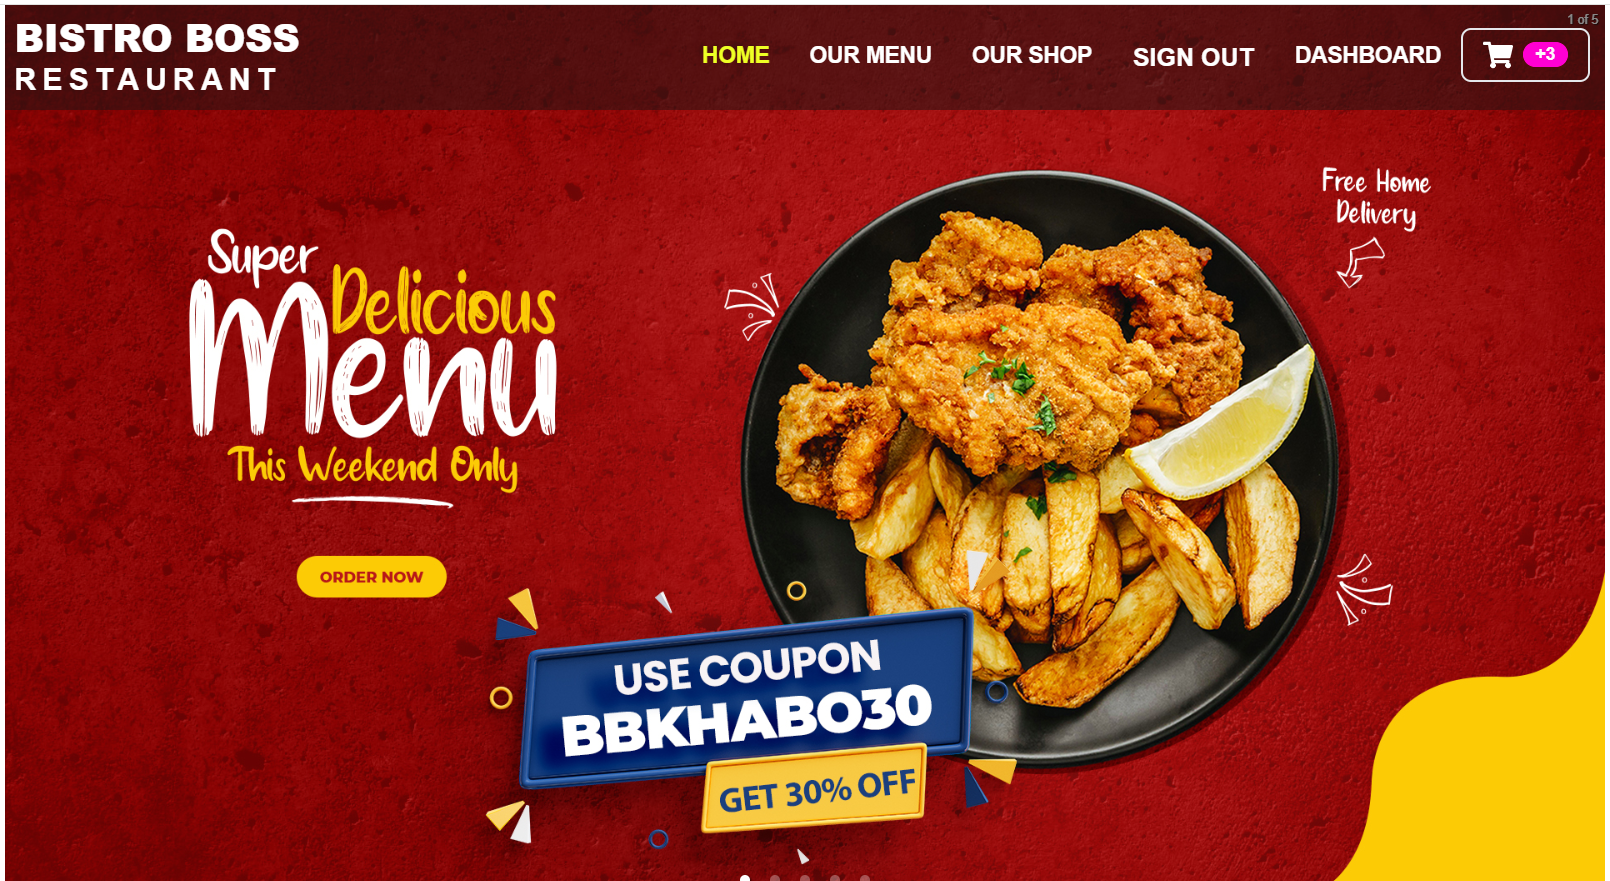 BISTRO BOSS
RESTAURANT
HOME
OUR MENU
OUR SHOP
SIGN OUT
DASHBOARD
+3
1 of 5
Free Home
Delivery
Super
Delicious
Menu
This Weekend Only
ORDER NOW
USE COUPON
BBKHABO30
GET 30% OFF